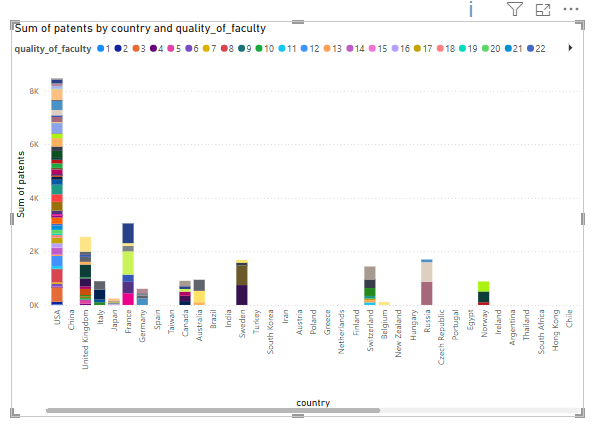 Sum of patents by country and quality_of_faculty
quality_of_faculty 1 2 3 4 5 6 7 8 9 10 11 12 13 14 15 16 17 18 19 20 21 22
8K
6K
4K
2K
0K
Sum of patents
USA
China
United Kingdom
Italy
Japan
France
Germany
Spain
Taiwan
Canada
Australia
Brazil
India
Sweden
Turkey
South Korea
Iran
Austria
Poland
Greece
Netherlands
Finland
Switzerland
Belgium
New Zealand
Hungary
Russia
Czech Republic
Portugal
Egypt
Norway
Ireland
Argentina
Thailand
South Africa
Hong Kong
Chile
country